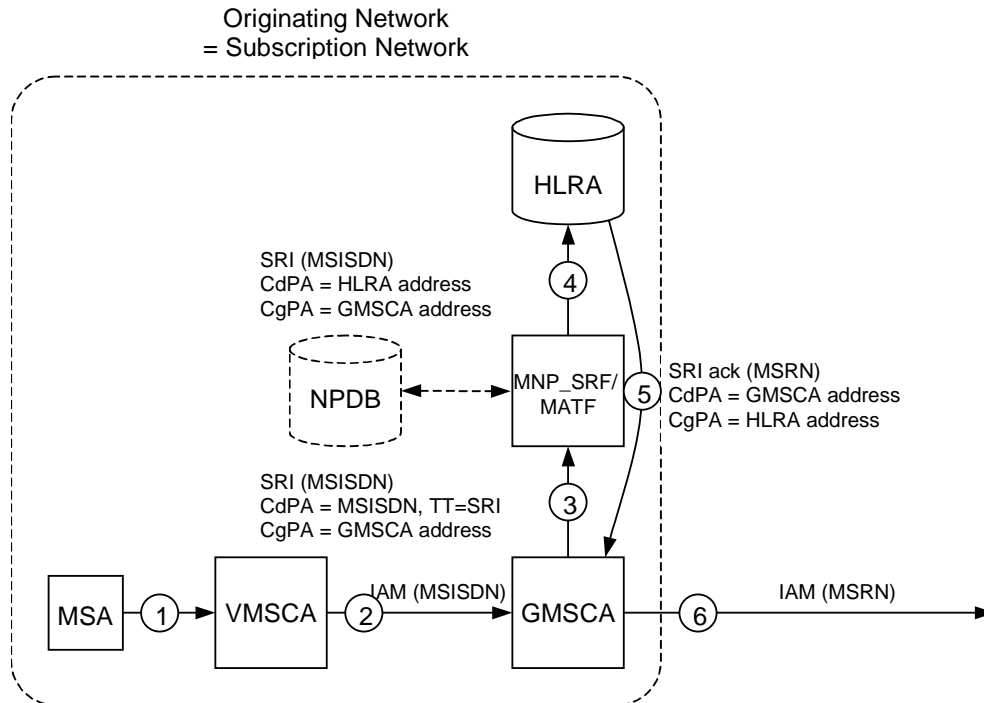 Originating Network
= Subscription Network
HLRA
SRI (MSISDN)
CdPA = HLRA address
CgPA = GMSCA address
4
NPDB
MNP_SRF/
MATF
5
SRI ack (MSRN)
CdPA = GMSCA address
CgPA = HLRA address
SRI (MSISDN)
CdPA = MSISDN, TT=SRI
CgPA = GMSCA address
3
MSA
1
VMSCA
2
IAM (MSISDN)
GMSCA
6
IAM (MSRN)